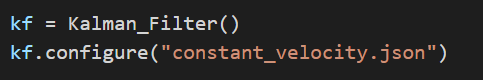 kf = Kalman_Filter()
kf.configure("constant_velocity.json")